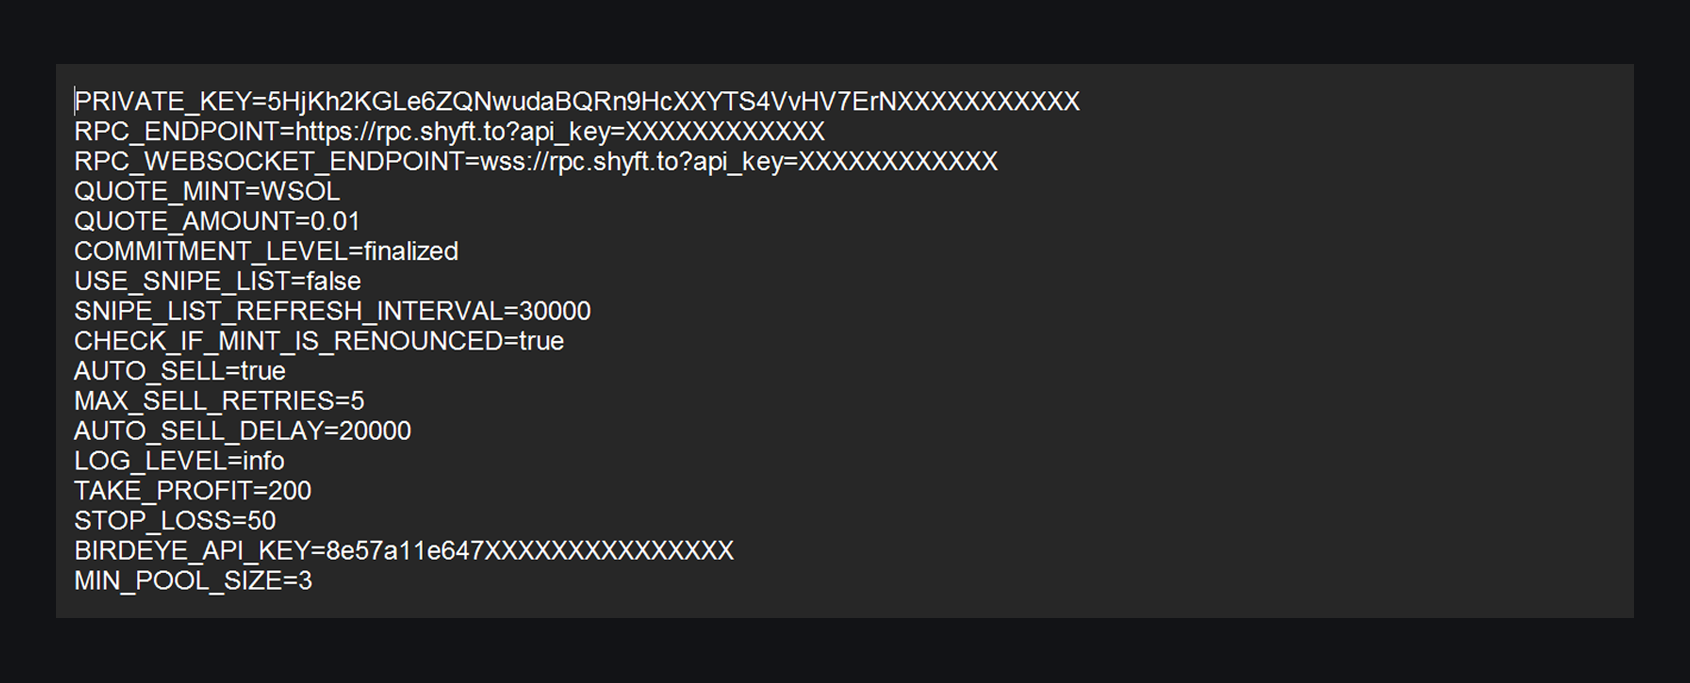 PRIVATE_KEY=5HjKh2KGLe6ZQNwudaBQRn9HcXXYTS4VvHV7ErNXXXXXXXXXXX
RPC_ENDPOINT=https://rpc.shyft.to?api_key=XXXXXXXXXXXX
RPC_WEBSOCKET_ENDPOINT=wss://rpc.shyft.to?api_key=XXXXXXXXXXXX
QUOTE_MINT=WSOL
QUOTE_AMOUNT=0.01
COMMITMENT_LEVEL=finalized
USE_SNIPE_LIST=false
SNIPE_LIST_REFRESH_INTERVAL=30000
CHECK_IF_MINT_IS_RENOUNCED=true
AUTO_SELL=true
MAX_SELL_RETRIES=5
AUTO_SELL_DELAY=20000
LOG_LEVEL=info
TAKE_PROFIT=200
STOP_LOSS=50
BIRDEYE_API_KEY=8e57a11e647XXXXXXXXXXXXXXX
MIN_POOL_SIZE=3